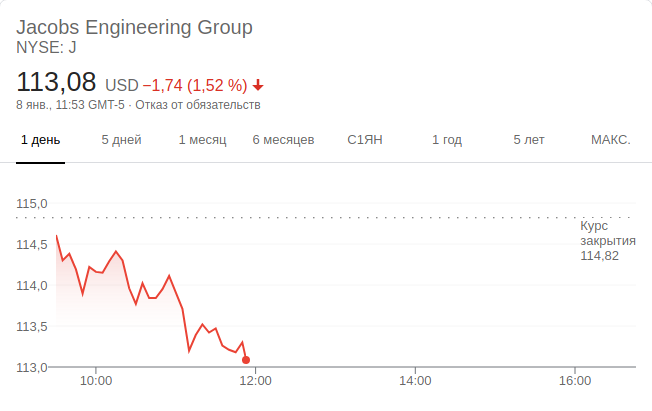 Jacobs Engineering Group
NYSE: J
113,08 USD −1,74 (1,52 %)
8 янв., 11:53 GMT-5 · Отказ от обязательств
1 день 5 дней 1 месяц 6 месяцев С1ЯН 1 год 5 лет МАКС.
115,0
Курс
закрытия
114,82
114,5
114,0
113,5
113,0
10:00 12:00 14:00 16:00